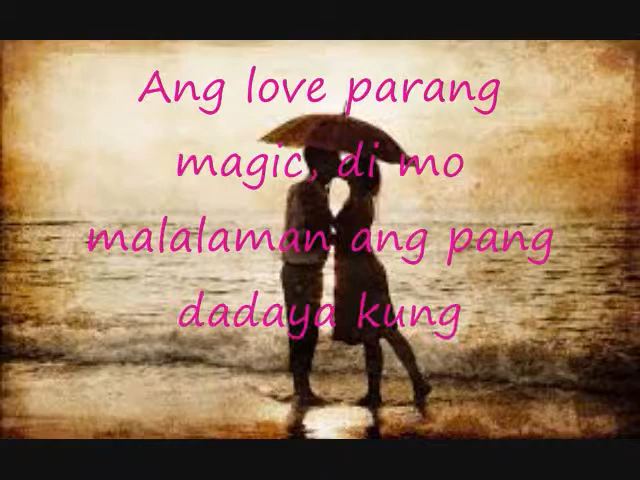 Ang love parang
magic, di mo
malalaman ang pang
dadaya kung